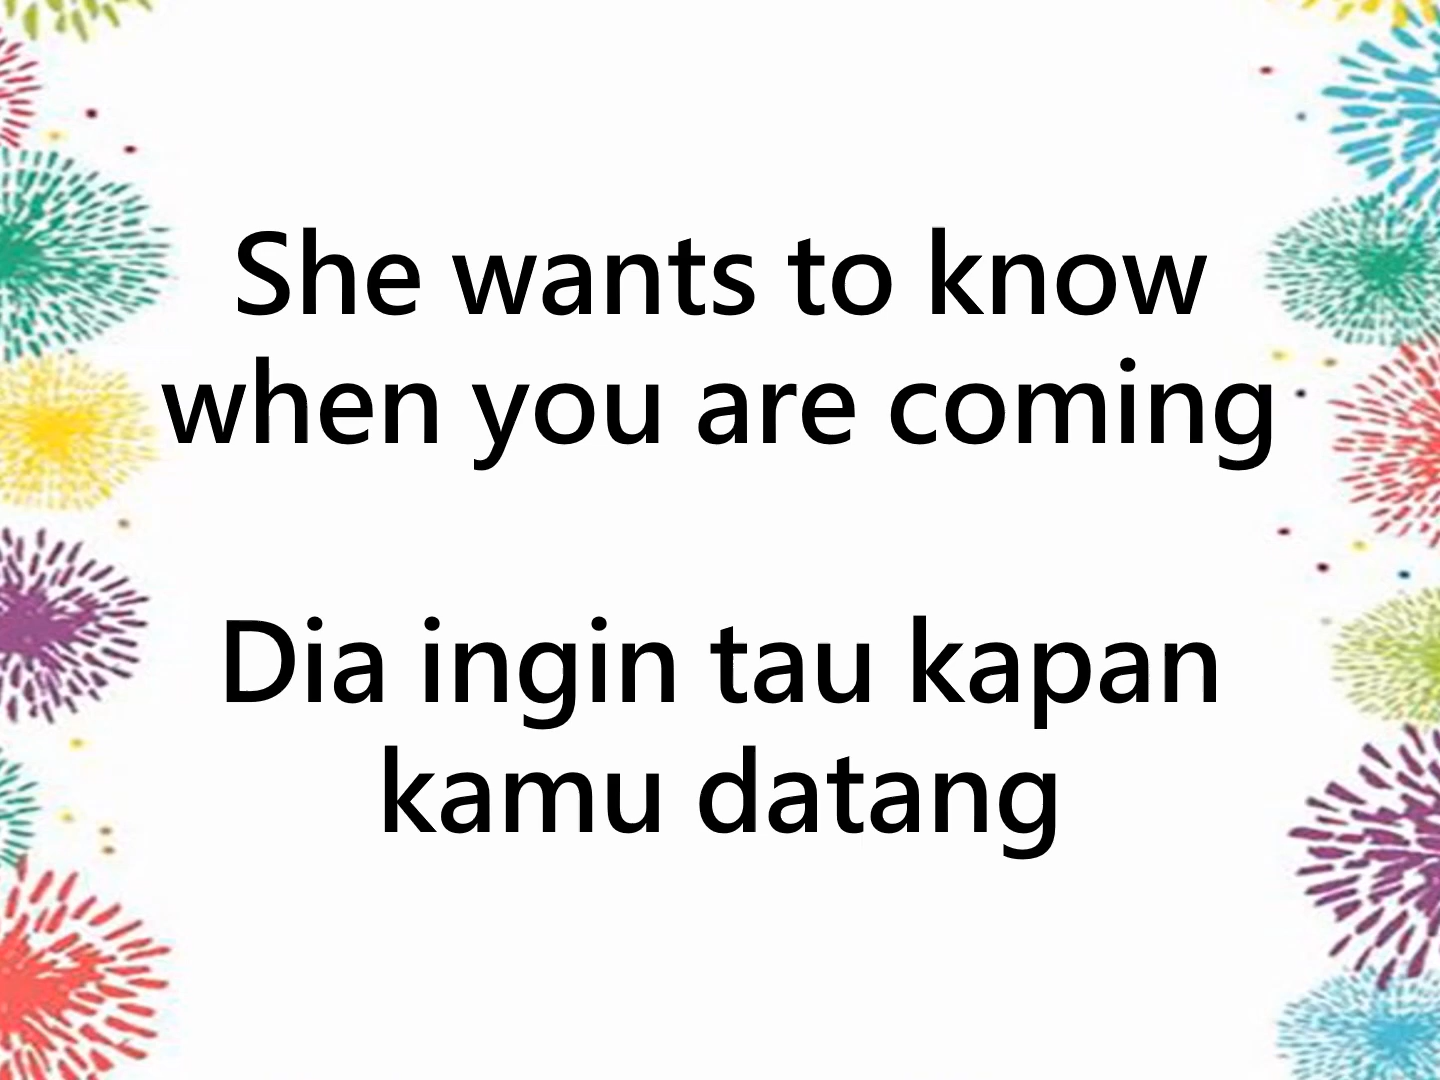 She wants to know
when you are coming
Dia ingin tau kapan
kamu datang